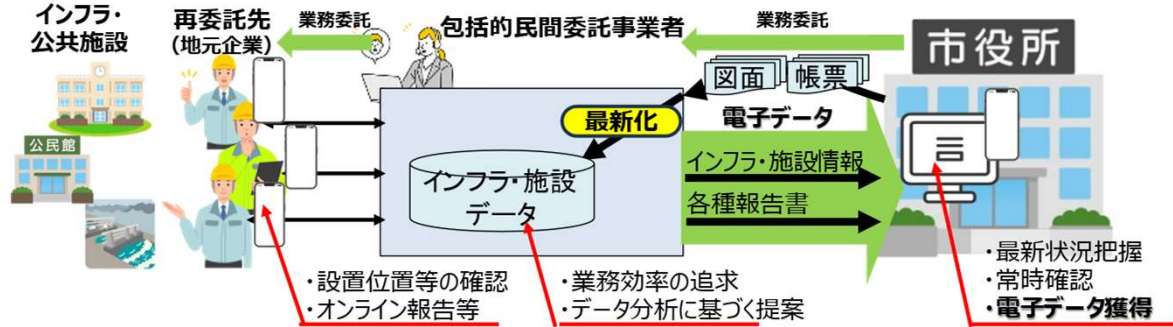 インフラ・
公共施設
再委託先
(地元企業)
業務委託
包括的民間委託事業者
業務委託
市役所
図面
帳票
最新化
電子データ
公民館
インフラ・施設
データ
インフラ・施設情報
各種報告書
・設置位置等の確認
・オンライン報告等
・業務効率の追求
・データ分析に基づく提案
・最新状況把握
・常時確認
・電子データ獲得